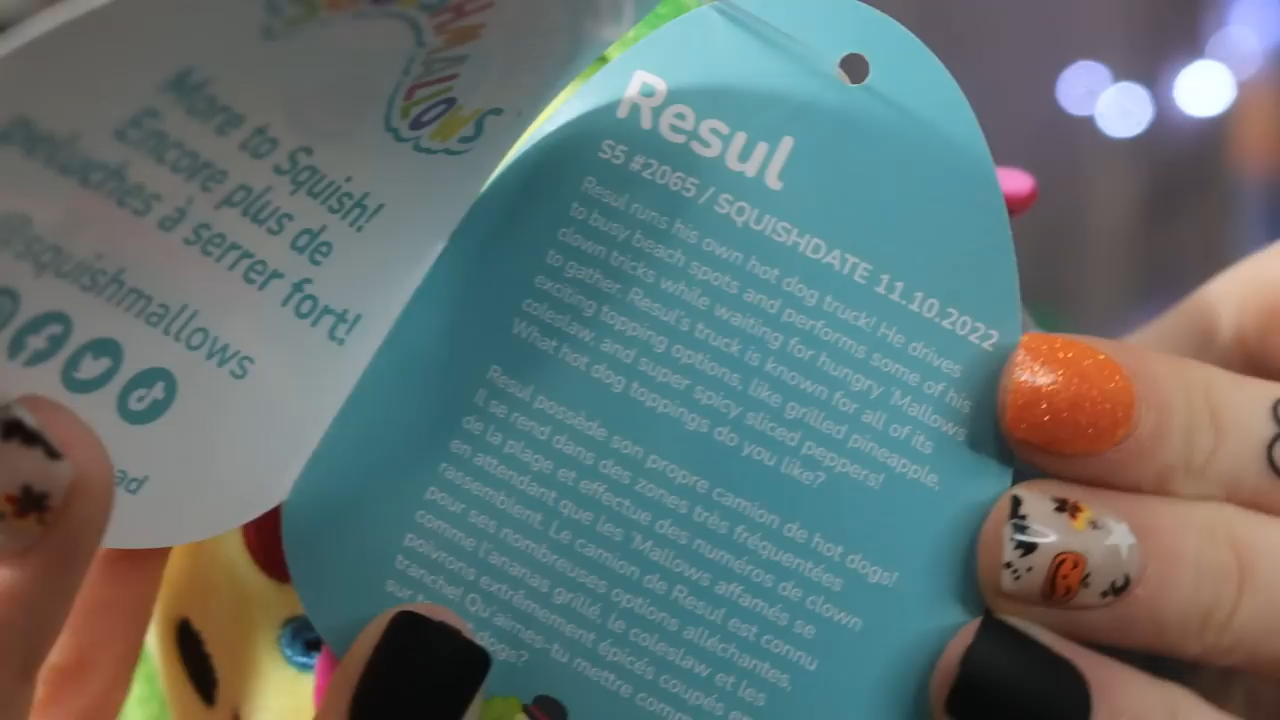 SHMALLOWS
More to Squish!
Encore plus de
peluches à serrer fort!
@squishmallows
ad
Resul
S5 #2065 / SQUISHDATE 11.10.2022
Resul runs his own hot dog truck! He drives
to busy beach spots and performs some of his
clown tricks while waiting for hungry 'Mallows
to gather. Resul's truck is known for all of its
exciting topping options, like grilled pineapple,
coleslaw, and super spicy sliced peppers!
What hot dog toppings do you like?
Resul possède son propre camion de hot dogs!
Il se rend dans des zones très fréquentées
de la plage et effectue des numéros de clown
en attendant que les 'Mallows affamés se
rassemblent. Le camion de Resul est connu
pour ses nombreuses options alléchantes,
comme l'ananas grillé, le coleslaw et les
poivrons extrêmement épicés coupés en
tranche! Qu'aimes-tu mettre comm
sur dogs?